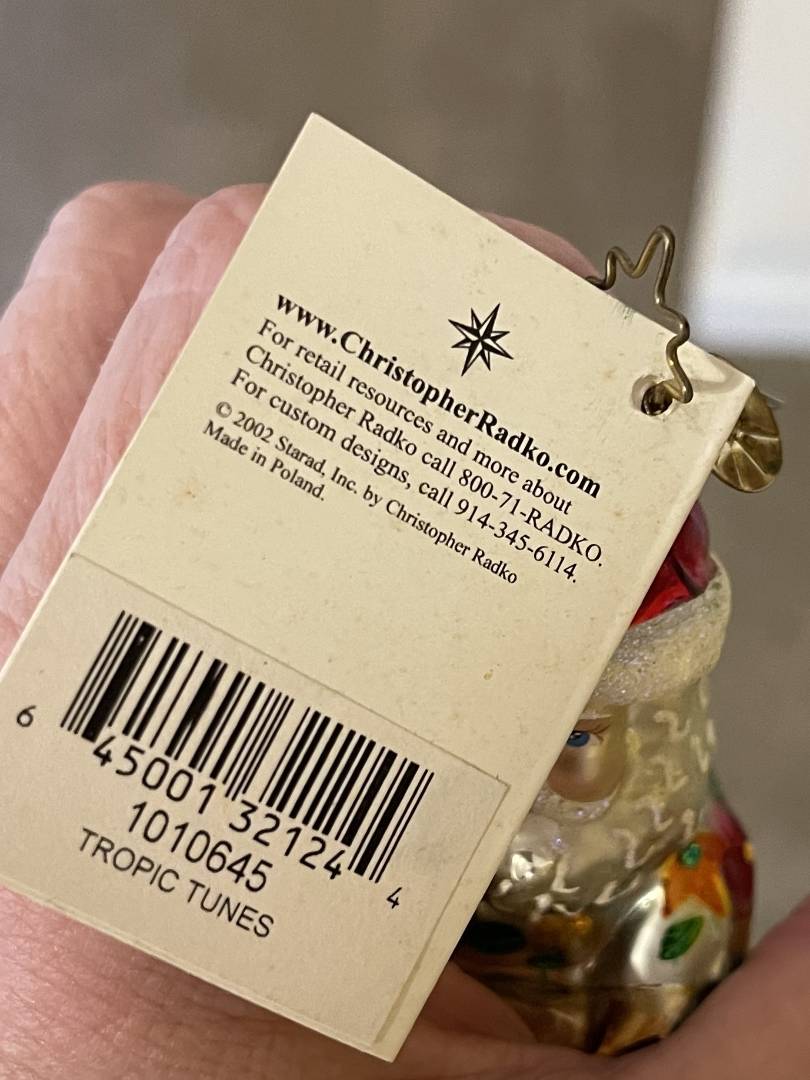 www.ChristopherRadko.com
For retail resources and more about
Christopher Radko call 800-71-RADKO.
For custom designs, call 914-345-6114.
© 2002 Starad, Inc. by Christopher Radko
Made in Poland.
6 45001 32124 4
1010645
TROPIC TUNES